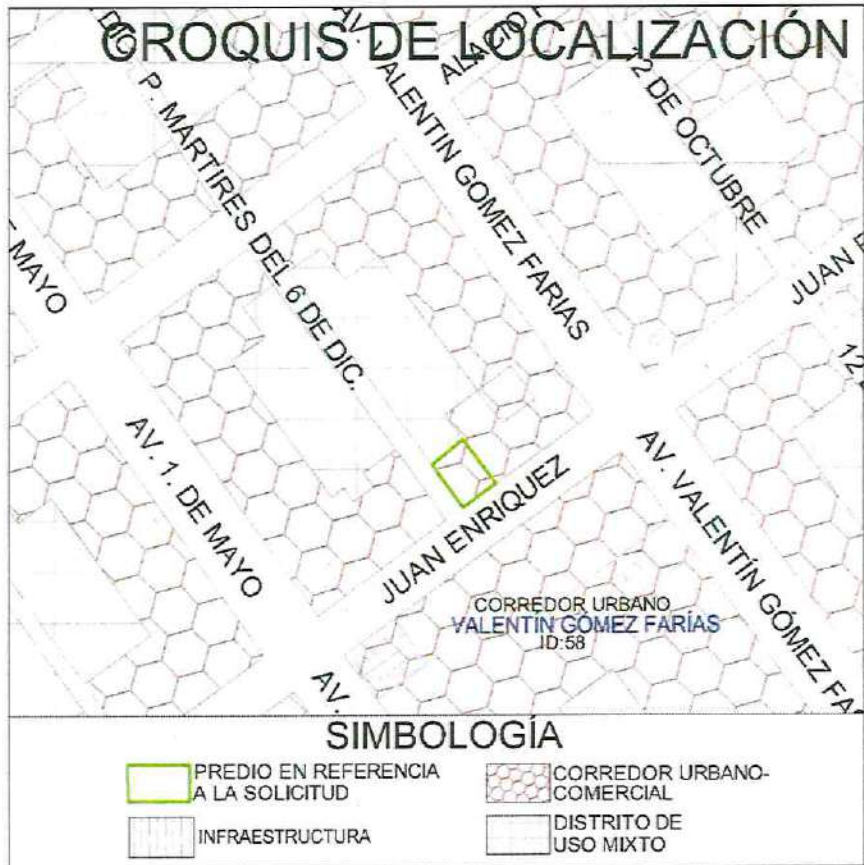 CROQUIS DE LOCALIZACIÓN
DIC.
P. MARTIRES DEL 6 DE DIC.
AV. VALENTIN GOMEZ FARIAS
12 DE OCTUBRE
JUAN E
MAYO
AV. 1. DE MAYO
JUAN ENRIQUEZ
AV. VALENTÍN GÓMEZ FA
CORREDOR URBANO
VALENTIN GÓMEZ FARÍAS
ID:58
AV.
SIMBOLOGÍA
PREDIO EN REFERENCIA
A LA SOLICITUD
CORREDOR URBANO-
COMERCIAL
INFRAESTRUCTURA
DISTRITO DE
USO MIXTO